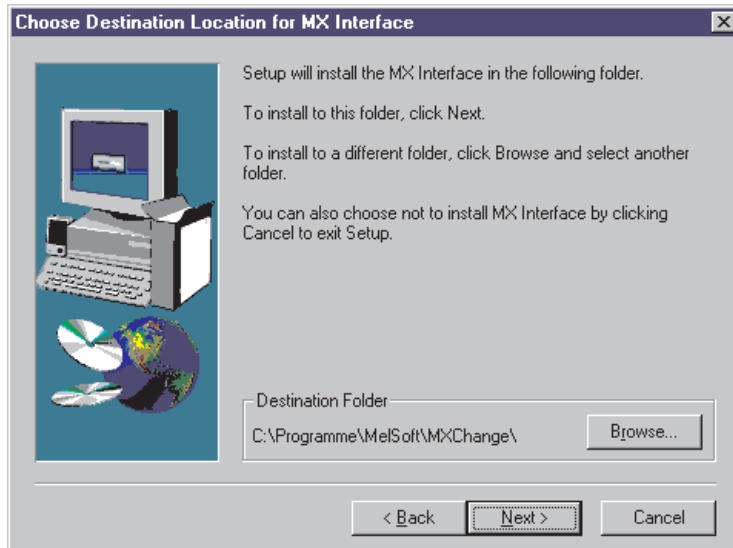 Choose Destination Location for MX Interface
Setup will install the MX Interface in the following folder.
To install to this folder, click Next.
To install to a different folder, click Browse and select another
folder.
You can also choose not to install MX Interface by clicking
Cancel to exit Setup.
Destination Folder
C:\Programme\MelSoft\MXChange\
Browse...
< Back
Next >
Cancel